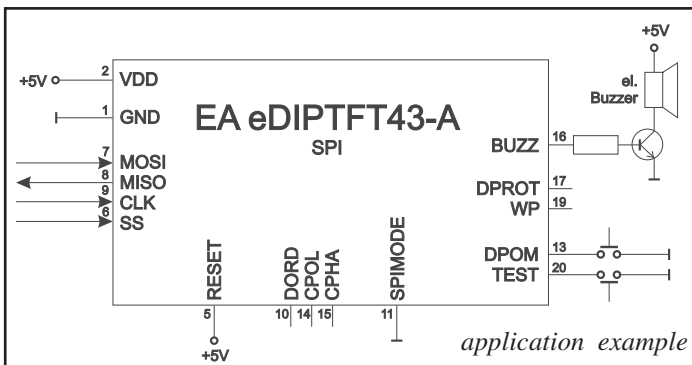 +5V
2 VDD
1 GND
EA eDIPTFT43-A
SPI
7 MOSI
8 MISO
9 CLK
6 SS
BUZZ 16
DPROT 17
WP 19
DPOM 13
TEST 20
+5V
el.
Buzzer
RESET
5
+5V
DORD
10
CPOL
14
CPHA
15
SPIMODE
11
application example